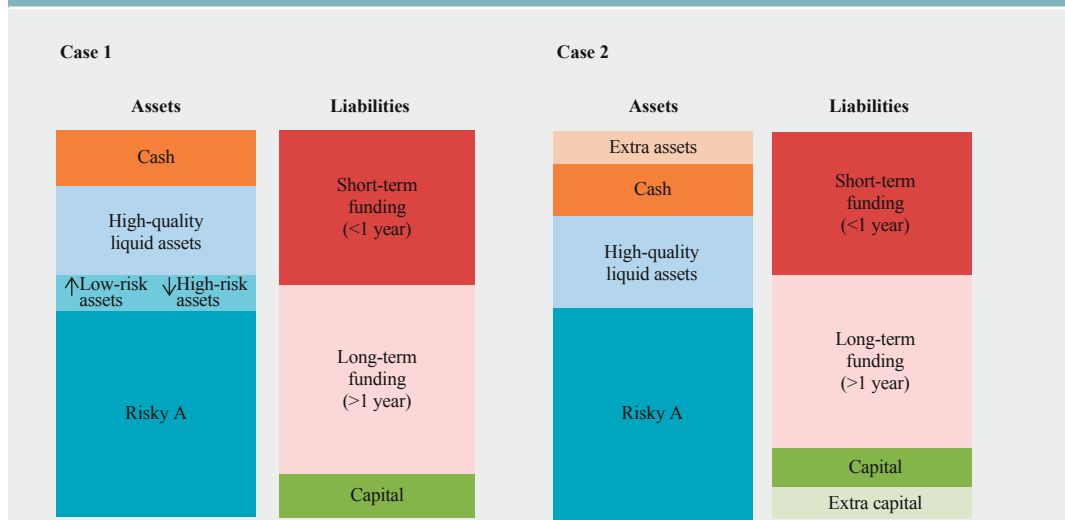 Case 1
Assets
Liabilities
Cash
High-quality
liquid assets
↑Low-risk
assets
↓High-risk
assets
Risky A
Short-term
funding
(<1 year)
Long-term
funding
(>1 year)
Capital
Case 2
Assets
Liabilities
Extra assets
Cash
High-quality
liquid assets
Risky A
Short-term
funding
(<1 year)
Long-term
funding
(>1 year)
Capital
Extra capital